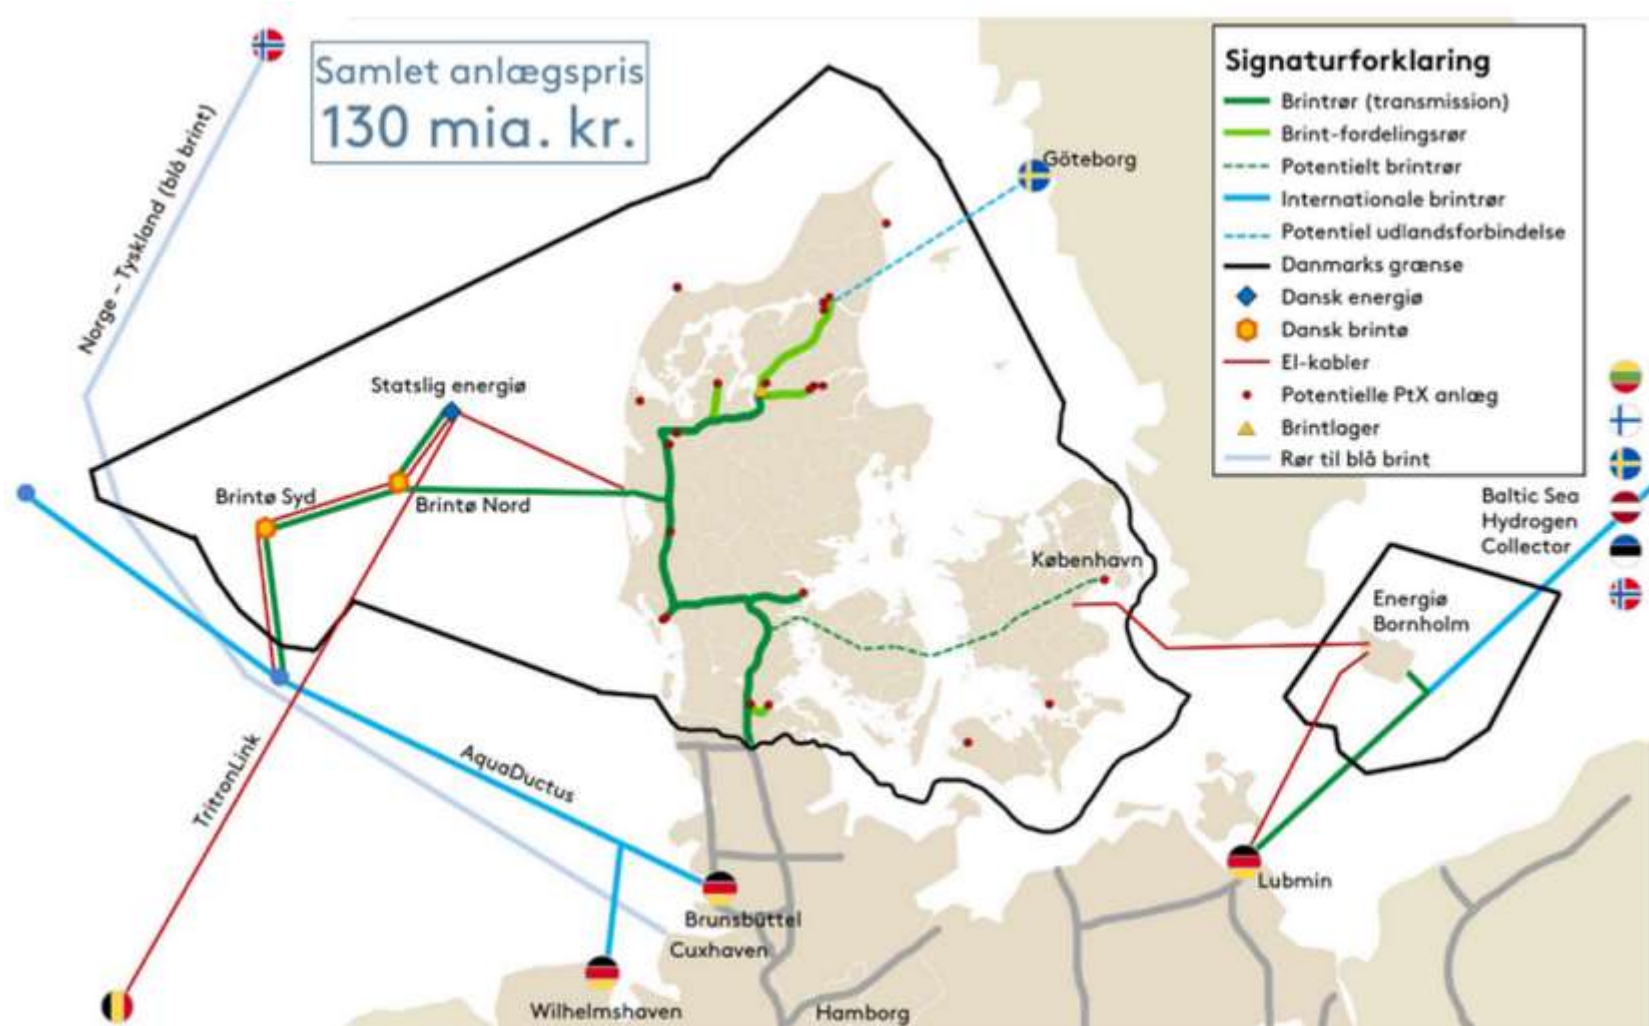 Samlet anlægspris
130 mia. kr.
Signaturforklaring
Brintrør (transmission)
Brint-fordelingsrør
Potentielt brintrør
Internationale brintrør
Potentiel udlandsforbindelse
Danmarks grænse
Dansk energiø
Dansk brintø
El-kabler
Potentielle PtX anlæg
Brintlager
Rør til blå brint
Göteborg
Norge – Tyskland (blå brint)
Statslig energiø
Brintø Syd
Brintø Nord
Baltic Sea
Hydrogen
Collector
København
Energiø
Bornholm
TritronLink
AquaDuctus
Lubmin
Brunsbüttel
Cuxhaven
Wilhelmshaven
Hamborg